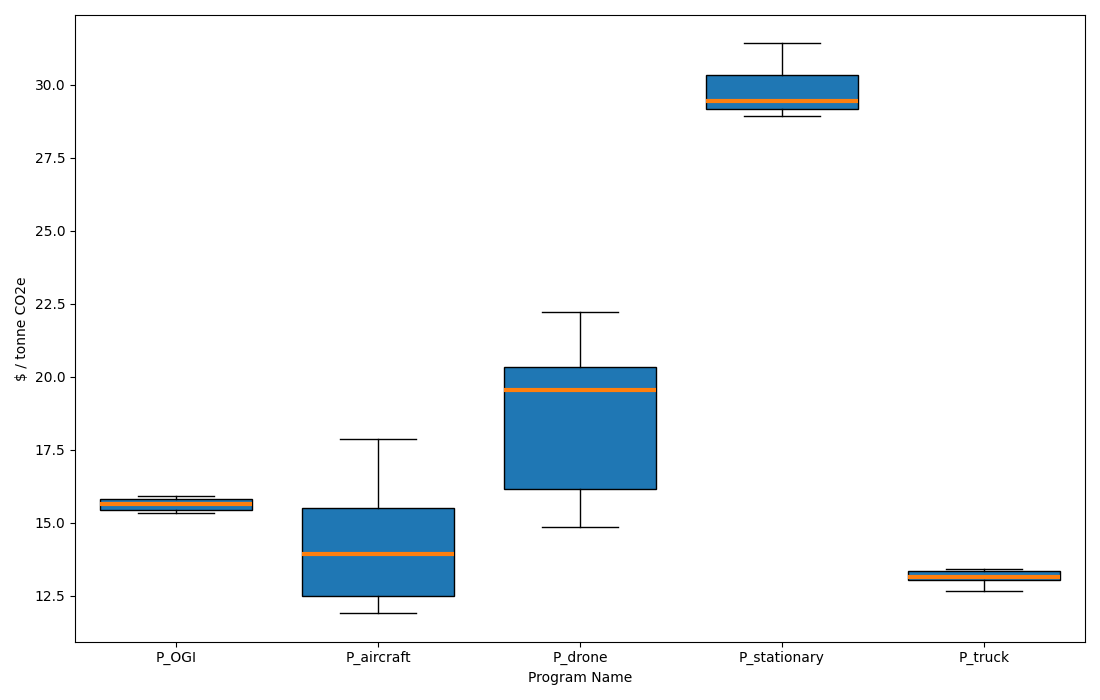 $ / tonne CO2e
30.0
27.5
25.0
22.5
20.0
17.5
15.0
12.5
P_OGI P_aircraft P_drone P_stationary P_truck
Program Name